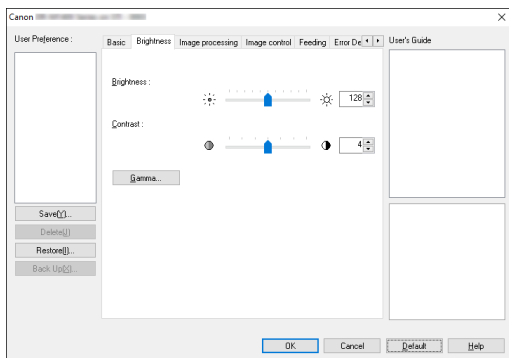 Canon
User Preference :
Basic
Brightness
Image processing
Image control
Feeding
Error De
User's Guide
Brightness :
128
Contrast :
4
Gamma...
Save(Y)...
Delete(J)
Restore(I)...
Back Up(X)...
OK
Cancel
Default
Help